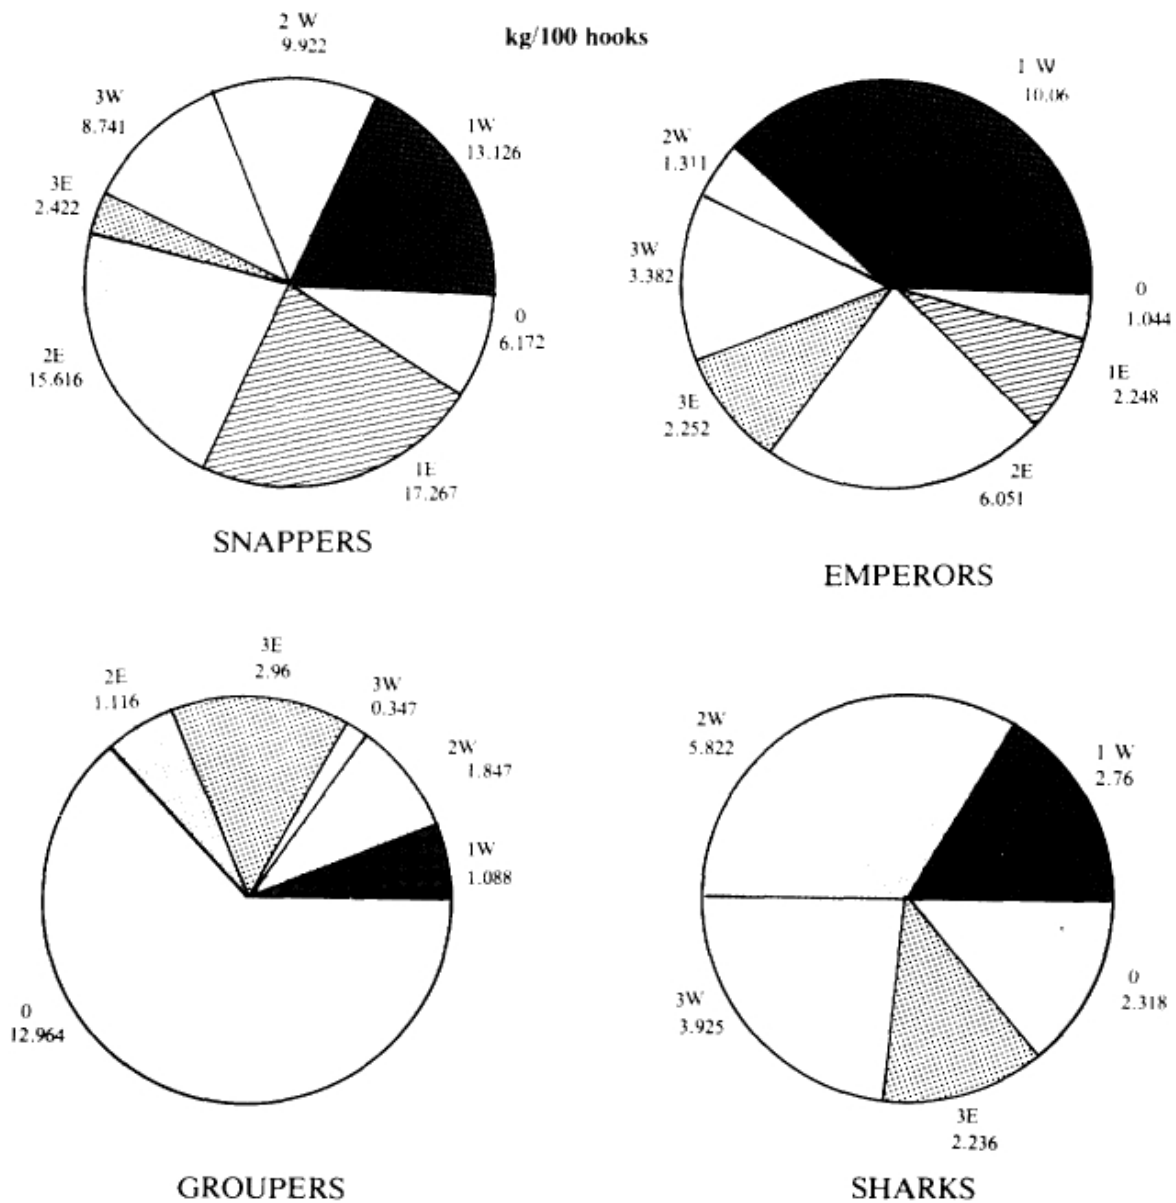 kg/100 hooks
2 W
9.922
1W
13.126
0
6.172
1E
17.267
2E
15.616
3E
2.422
3W
8.741
SNAPPERS
1 W
10.06
0
1.044
1E
2.248
2E
6.051
3E
2.252
3W
3.382
2W
1.311
EMPERORS
3E
2.96
3W
0.347
2W
1.847
1W
1.088
0
12.964
2E
1.116
GROUPERS
2W
5.822
1 W
2.76
0
2.318
3E
2.236
3W
3.925
SHARKS